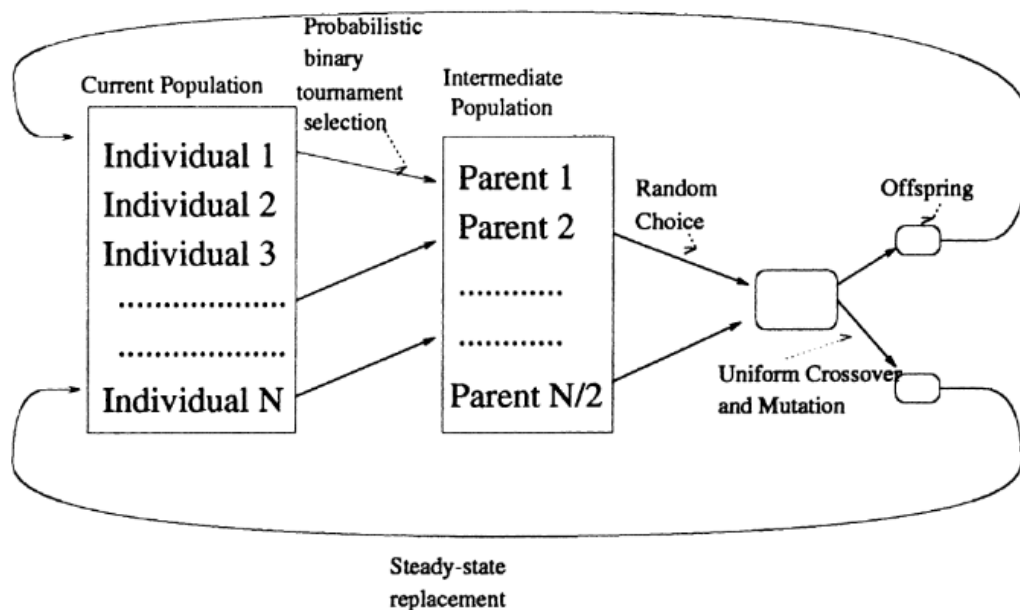 Probabilistic
binary
tournament
selection
Current Population
Individual 1
Individual 2
Individual 3
....................
....................
Individual N
Intermediate
Population
Parent 1
Parent 2
............
............
Parent N/2
Random
Choice
Offspring
Uniform Crossover
and Mutation
Steady-state
replacement